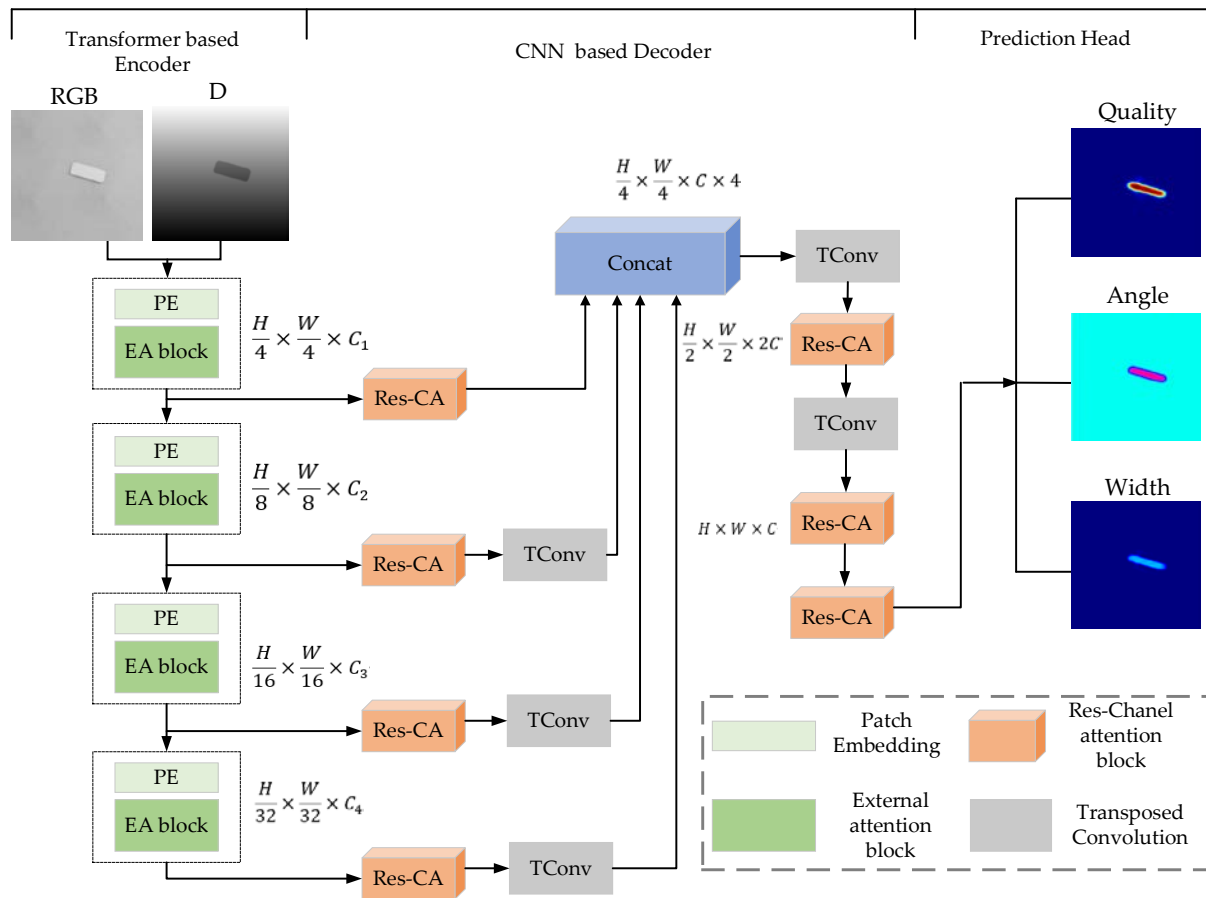 Transformer based
Encoder
CNN based Decoder
Prediction Head
RGB
D
PE
EA block
H/4 × W/4 × C₁
PE
EA block
H/8 × W/8 × C₂
PE
EA block
H/16 × W/16 × C₃
PE
EA block
H/32 × W/32 × C₄
Res-CA
Res-CA
TConv
Res-CA
TConv
Res-CA
TConv
H/4 × W/4 × C × 4
Concat
TConv
H/2 × W/2 × 2C
Res-CA
TConv
H × W × C
Res-CA
Res-CA
Quality
Angle
Width
Patch
Embedding
Res-Chanel
attention
block
External
attention
block
Transposed
Convolution